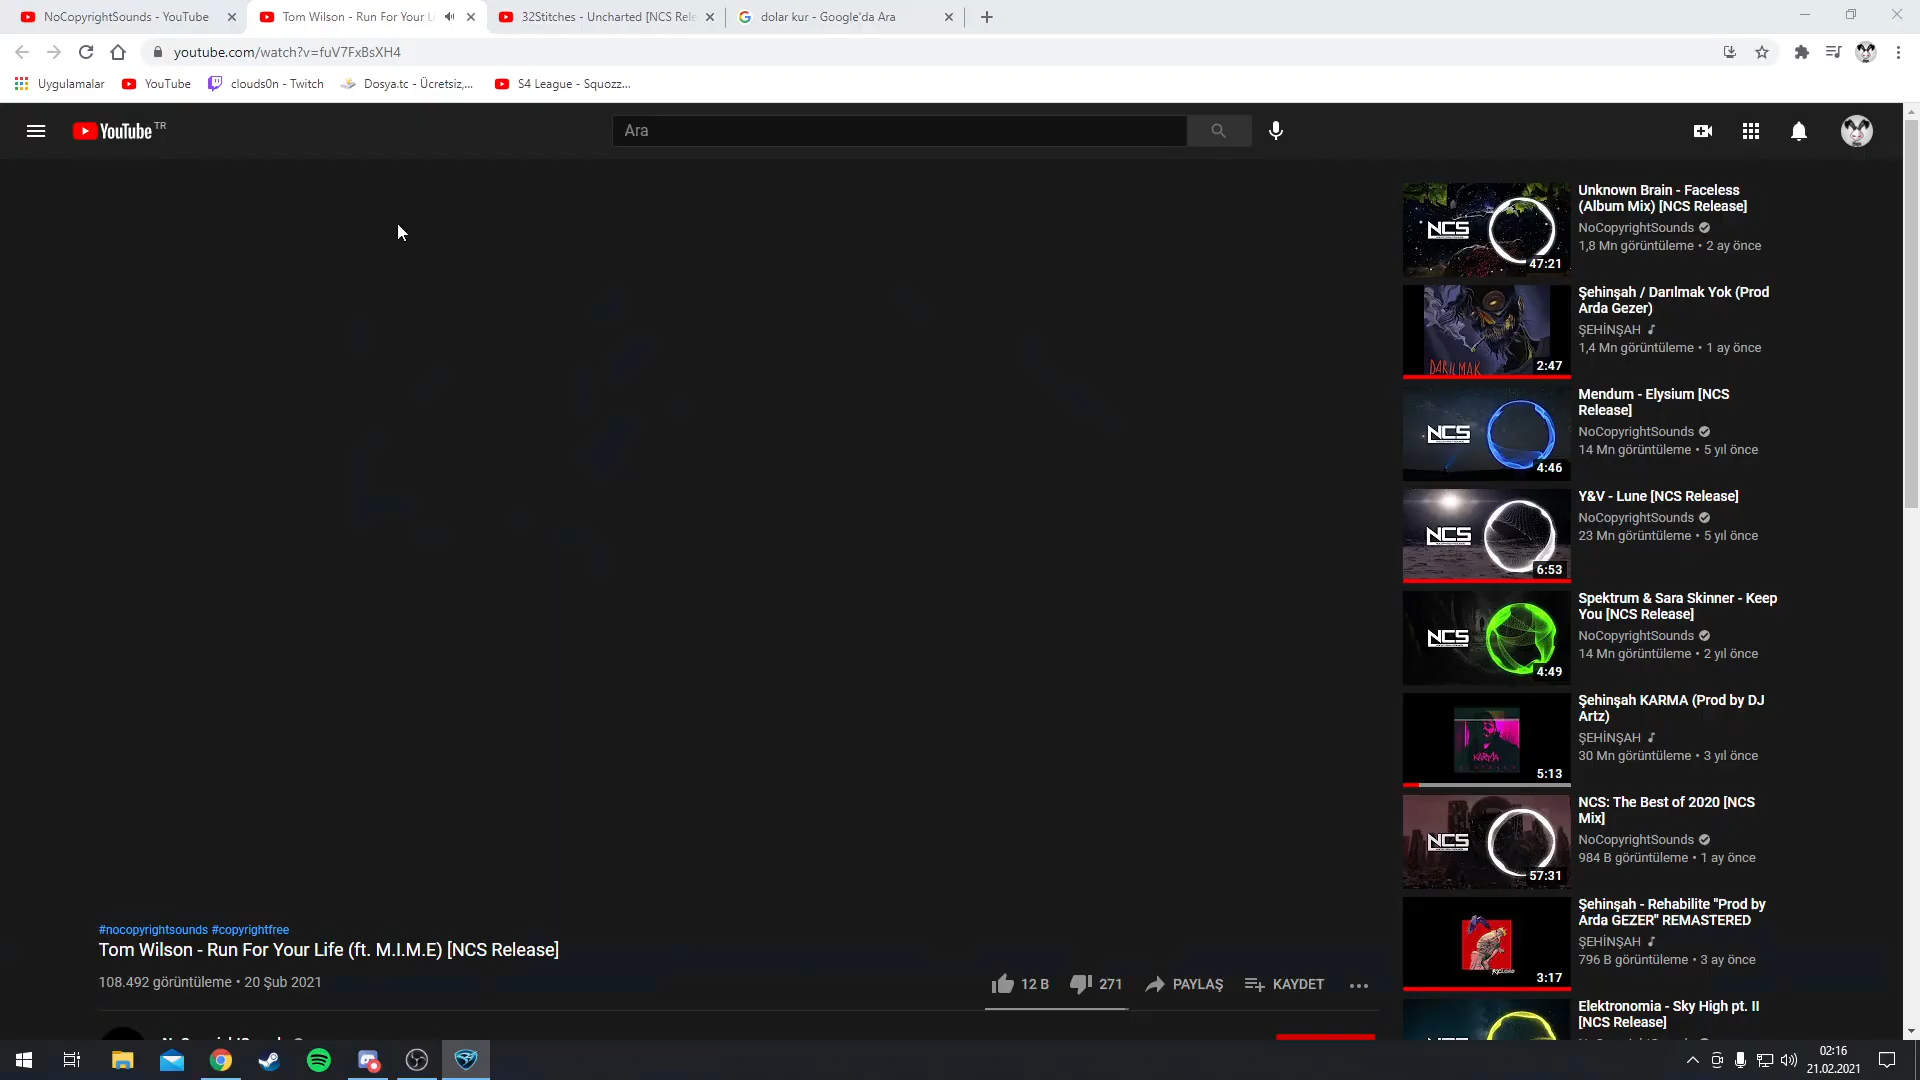 NoCopyrightSounds - YouTube
Tom Wilson - Run For Your Li
32Stitches - Uncharted [NCS Rele
dolar kur - Google'da Ara
youtube.com/watch?v=fuV7FxBsXH4
Uygulamalar
YouTube
clouds0n - Twitch
Dosya.tc - Ücretsiz,...
S4 League - Squozz...
YouTube TR
Ara
Unknown Brain - Faceless
(Album Mix) [NCS Release]
NoCopyrightSounds
1,8 Mn görüntüleme • 2 ay önce
NCS
47:21
Şehinşah / Darılmak Yok (Prod
Arda Gezer)
ŞEHİNŞAH
1,4 Mn görüntüleme • 1 ay önce
DARILMAK
2:47
Mendum - Elysium [NCS
Release]
NoCopyrightSounds
14 Mn görüntüleme • 5 yıl önce
NCS
4:46
Y&V - Lune [NCS Release]
NoCopyrightSounds
23 Mn görüntüleme • 5 yıl önce
NCS
6:53
Spektrum & Sara Skinner - Keep
You [NCS Release]
NoCopyrightSounds
14 Mn görüntüleme • 2 yıl önce
NCS
4:49
Şehinşah KARMA (Prod by DJ
Artz)
ŞEHİNŞAH
30 Mn görüntüleme • 3 yıl önce
KARMA
5:13
NCS: The Best of 2020 [NCS
Mix]
NoCopyrightSounds
984 B görüntüleme • 1 ay önce
NCS
57:31
Şehinşah - Rehabilite "Prod by
Arda GEZER" REMASTERED
ŞEHİNŞAH
796 B görüntüleme • 3 ay önce
3:17
Elektronomia - Sky High pt. II
[NCS Release]
#nocopyrightsounds #copyrightfree
Tom Wilson - Run For Your Life (ft. M.I.M.E) [NCS Release]
108.492 görüntüleme • 20 Şub 2021
12 B
271
PAYLAŞ
KAYDET
02:16
21.02.2021